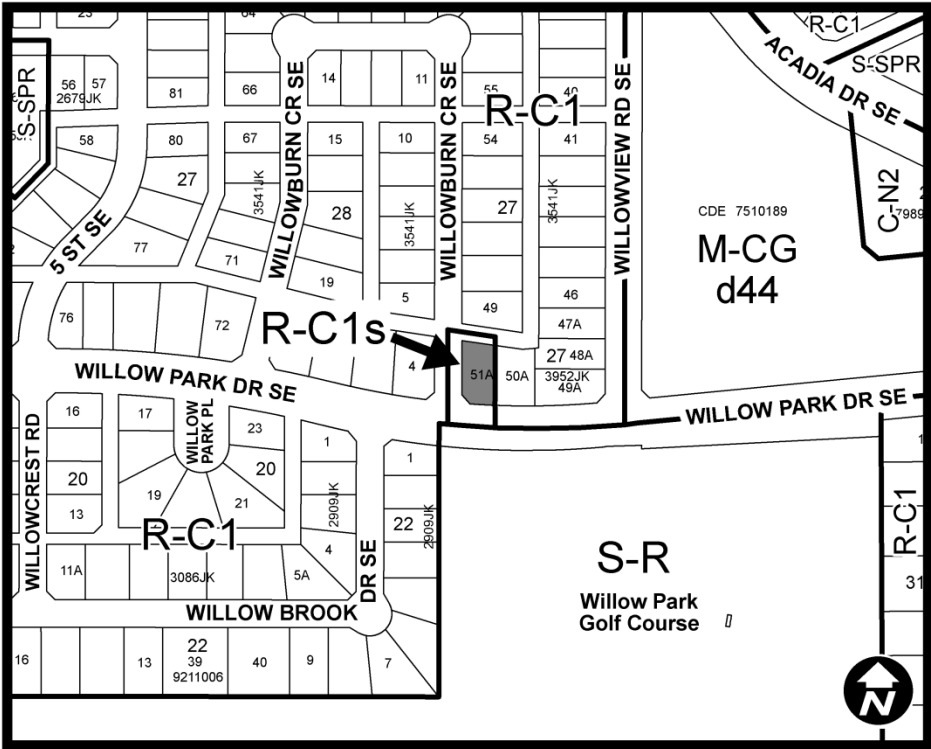 23
64
R-C1
S-SPR
ACADIA DR SE
S-SPR
56
57
2679JK
81
66
14
11
55
40
R-C1
58
80
67
15
10
54
41
27
3541JK
28
3541JK
27
3541JK
WILLOWBURN CR SE
WILLOWBURN CR SE
WILLOWVIEW RD SE
5 ST SE
77
71
19
5
49
46
47A
CDE 7510189
M-CG
d44
C-N2
7989
76
72
R-C1s
4
51A
50A
27 48A
3952JK
49A
WILLOW PARK DR SE
WILLOW PARK DR SE
WILLOWCREST RD
16
17
WILLOW
PARK PL
23
1
1
20
20
13
19
21
2909JK
22
2909JK
R-C1
4
11A
3086JK
5A
DR SE
WILLOW BROOK
S-R
Willow Park
Golf Course
R-C1
31
16
13
22
39
9211006
40
9
7
N